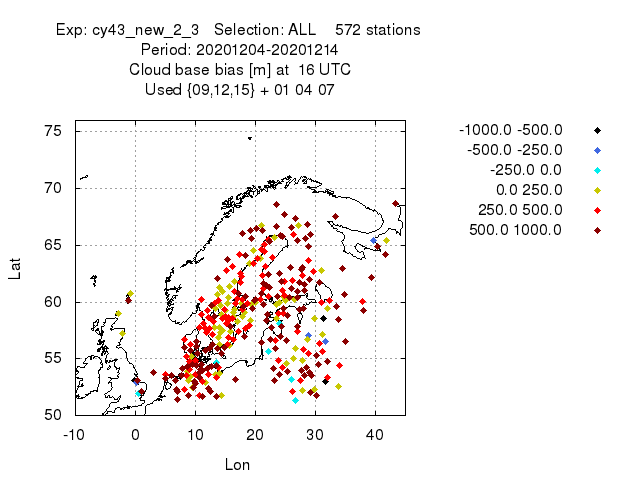 Exp: cy43_new_2_3 Selection: ALL 572 stations
Period: 20201204-20201214
Cloud base bias [m] at 16 UTC
Used {09,12,15} + 01 04 07
-1000.0 -500.0
-500.0 -250.0
-250.0 0.0
0.0 250.0
250.0 500.0
500.0 1000.0
75
70
65
60
55
50
Lat
-10 0 10 20 30 40
Lon